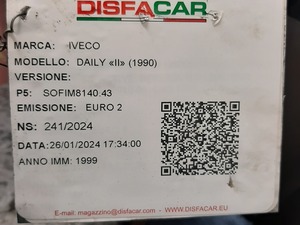 DISFACAR
MARCA: IVECO
MODELLO: DAILY «II» (1990)
VERSIONE:
P5: SOFIM8140.43
EMISSIONE: EURO 2
NS: 241/2024
DATA:26/01/2024 17:34:00
ANNO IMM: 1999
E-mail: magazzino@disfacar.eu WWW.DISFACAR.EU